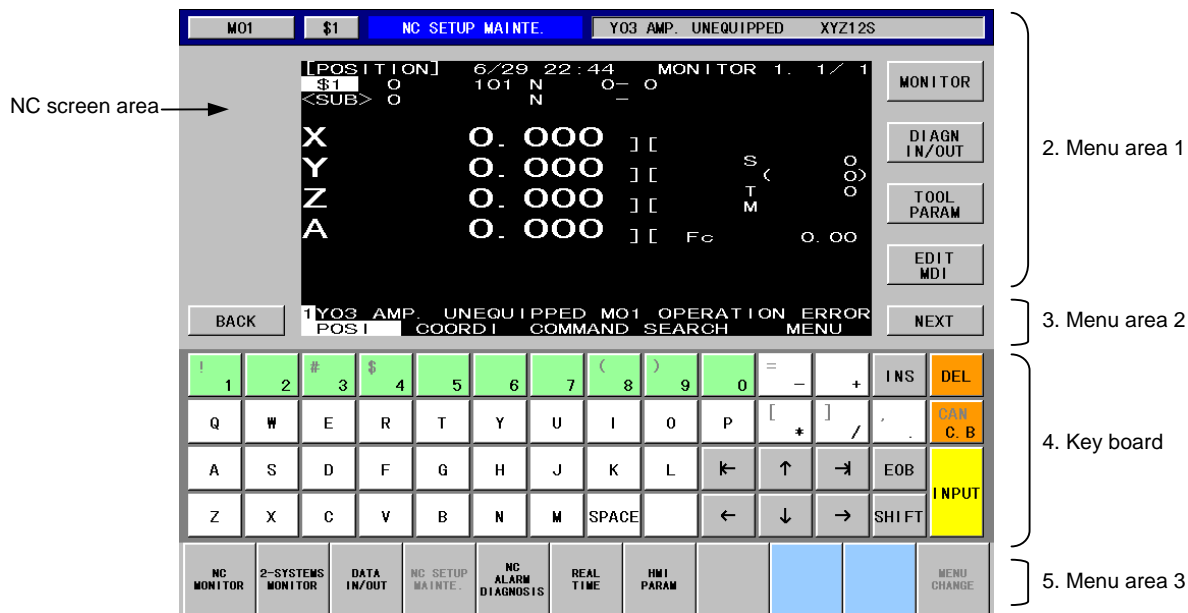 M01 $1 NC SETUP MAINTE. Y03 AMP. UNEQUIPPED XYZ12S
NC screen area
[POSITION] 6/29 22:44 MONITOR 1. 1/ 1
$1 0 101 N 0- 0
<SUB> 0 N -
X 0. 000 ][
Y 0. 000 ][
Z 0. 000 ][
A 0. 000 ][
S 0
( 0)
T 0
M
Fc 0. 00
1Y03 AMP. UNEQUIPPED M01 OPERATION ERROR
POSI COORDI COMMAND SEARCH MENU
MONITOR
DIAGN
IN/OUT
TOOL
PARAM
EDIT
MDI
BACK
NEXT
2. Menu area 1
3. Menu area 2
! 1 2 # 3 $ 4 5 6 7 ( 8 ) 9 0 = - + INS DEL
Q W E R T Y U I O P [ * ] / , . CAN C.B
A S D F G H J K L ⇤ ↑ ⇥ EOB INPUT
Z X C V B N M SPACE ← ↓ → SHIFT
4. Key board
NC
MONITOR
2-SYSTEMS
MONITOR
DATA
IN/OUT
NC SETUP
MAINTE.
NC
ALARM
DIAGNOSIS
REAL
TIME
HMI
PARAM
MENU
CHANGE
5. Menu area 3